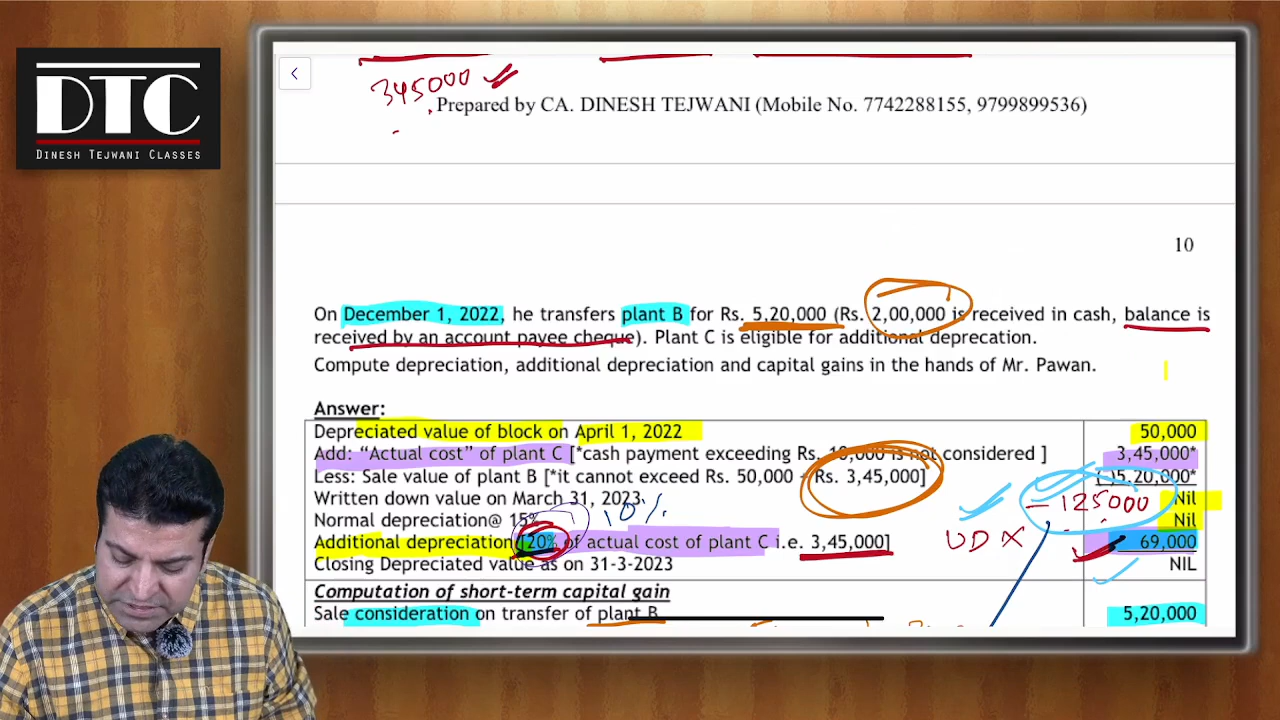 DTC
DINESH TEJWANI CLASSES
345000
Prepared by CA. DINESH TEJWANI (Mobile No. 7742288155, 9799899536)
10
On December 1, 2022, he transfers plant B for Rs. 5,20,000 (Rs. 2,00,000 is received in cash, balance is
received by an account payee cheque). Plant C is eligible for additional deprecation.
Compute depreciation, additional depreciation and capital gains in the hands of Mr. Pawan.
Answer:
Depreciated value of block on April 1, 2022 50,000
Add: “Actual cost” of plant C [*cash payment exceeding Rs. 10,000 is not considered ] 3,45,000*
Less: Sale value of plant B [*it cannot exceed Rs. 50,000 + Rs. 3,45,000] (-)5,20,000*
Written down value on March 31, 2023 Nil
- 125000
Normal depreciation@ 15% Nil
10%
Additional depreciation [20% of actual cost of plant C i.e. 3,45,000] 69,000
UD X
Closing Depreciated value as on 31-3-2023 NIL
Computation of short-term capital gain
Sale consideration on transfer of plant B 5,20,000